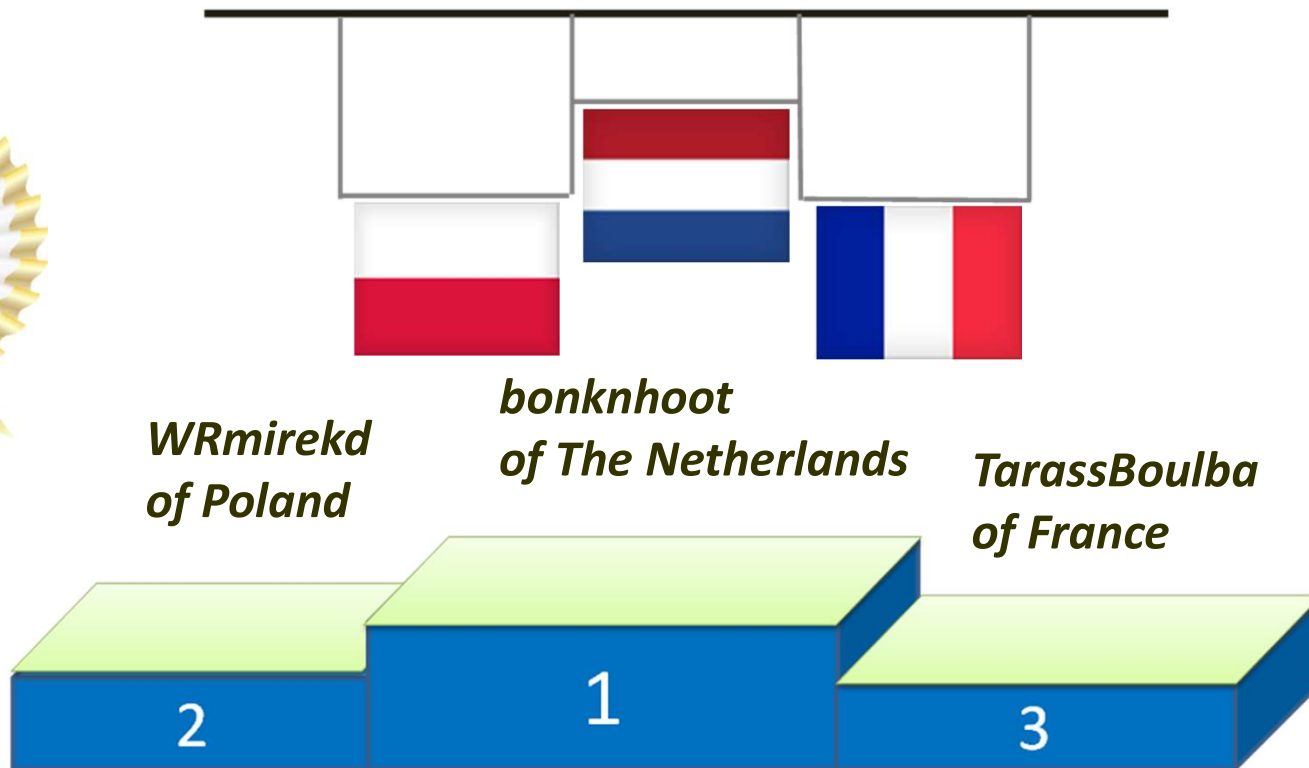 bonknhoot
of The Netherlands
WRmirekd
of Poland
TarassBoulba
of France
1
2
3